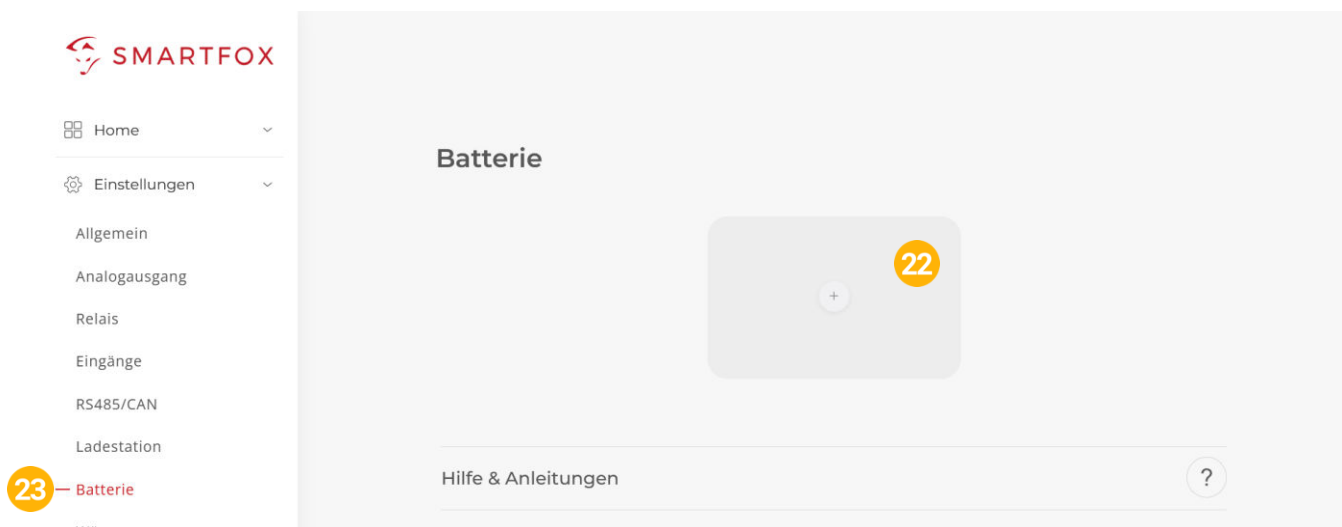 SMARTFOX
Home
Einstellungen
Allgemein
Analogausgang
Relais
Eingänge
RS485/CAN
Ladestation
23 Batterie
Batterie
22
+
Hilfe & Anleitungen ?